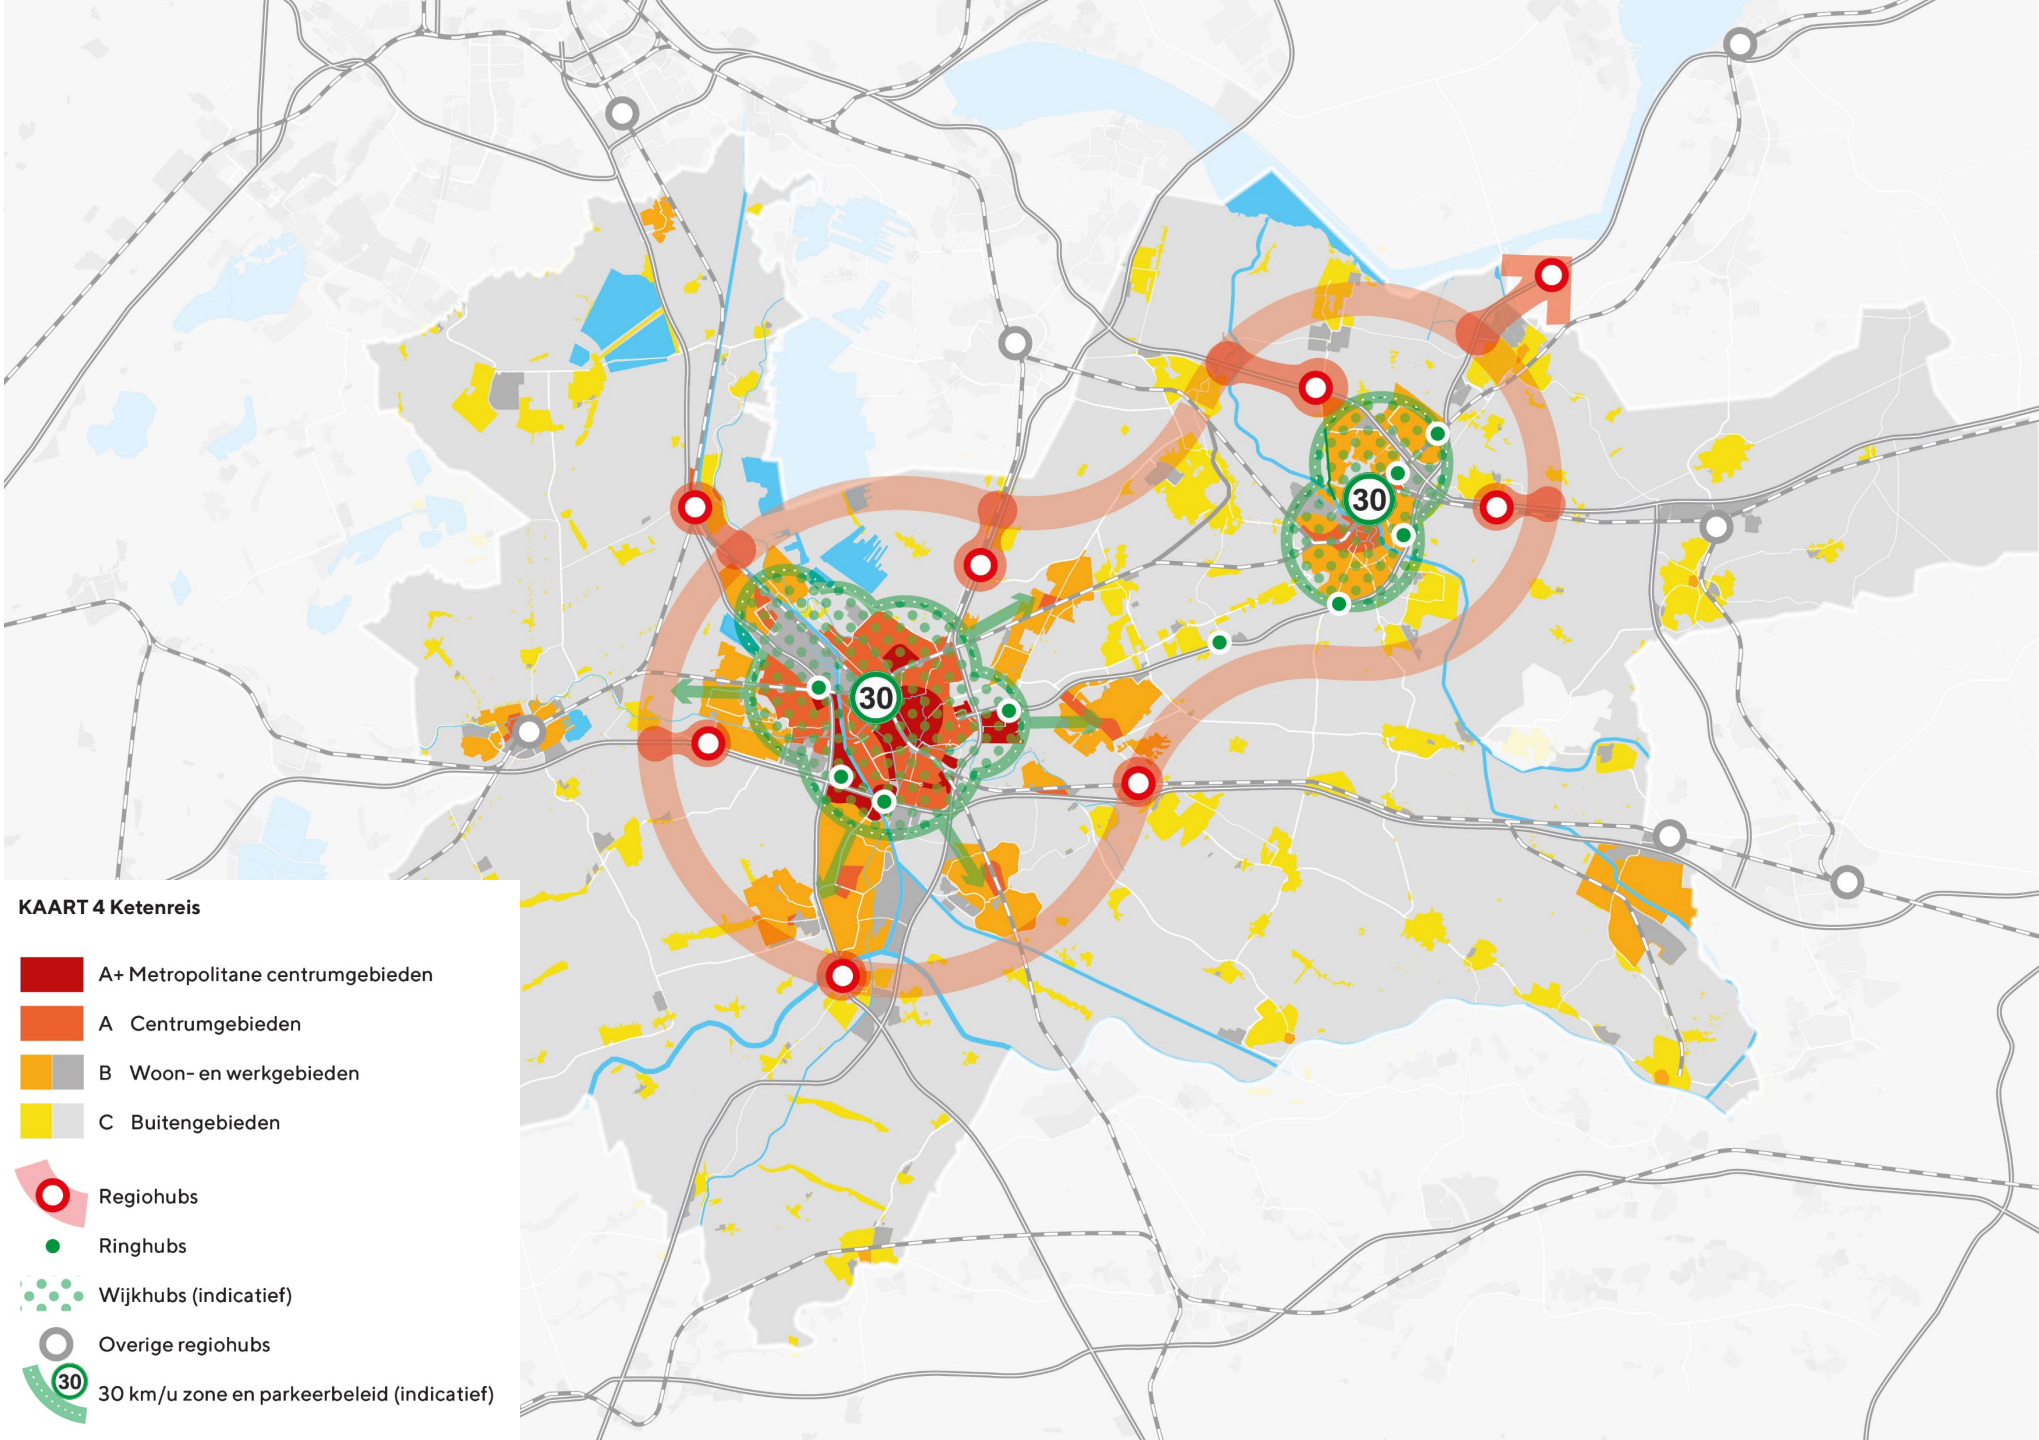 30
30
KAART 4 Ketenreis
A+ Metropolitane centrumgebieden
A Centrumgebieden
B Woon- en werkgebieden
C Buitengebieden
Regiohubs
Ringhubs
Wijkhubs (indicatief)
Overige regiohubs
30
30 km/u zone en parkeerbeleid (indicatief)